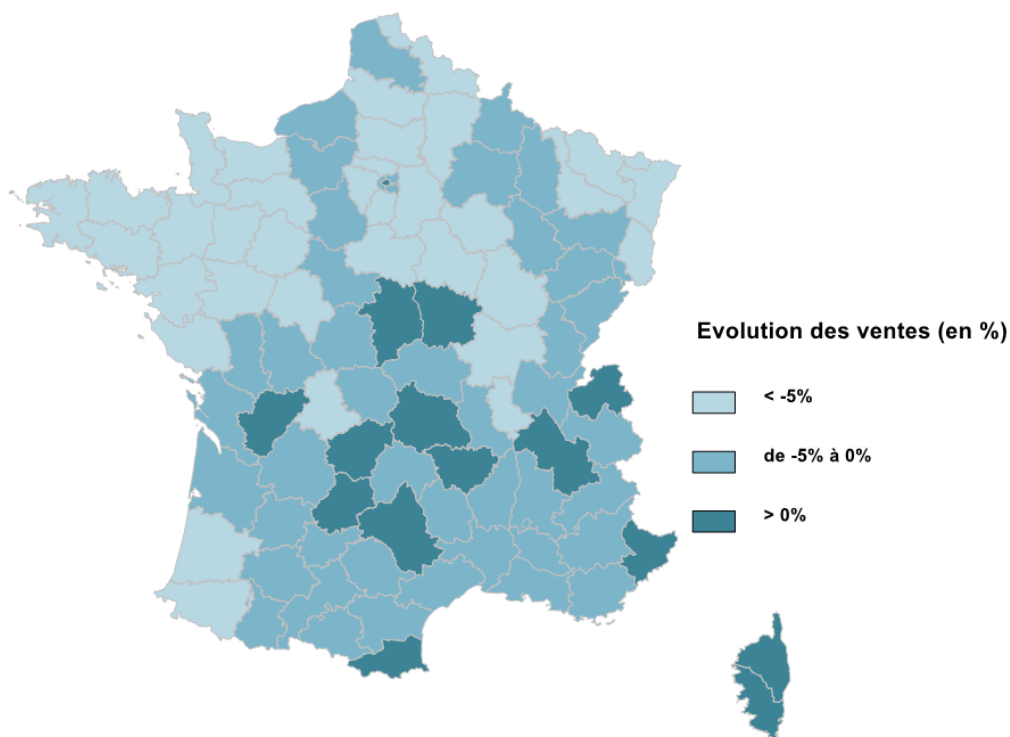 Evolution des ventes (en %)
< -5%
de -5% à 0%
> 0%